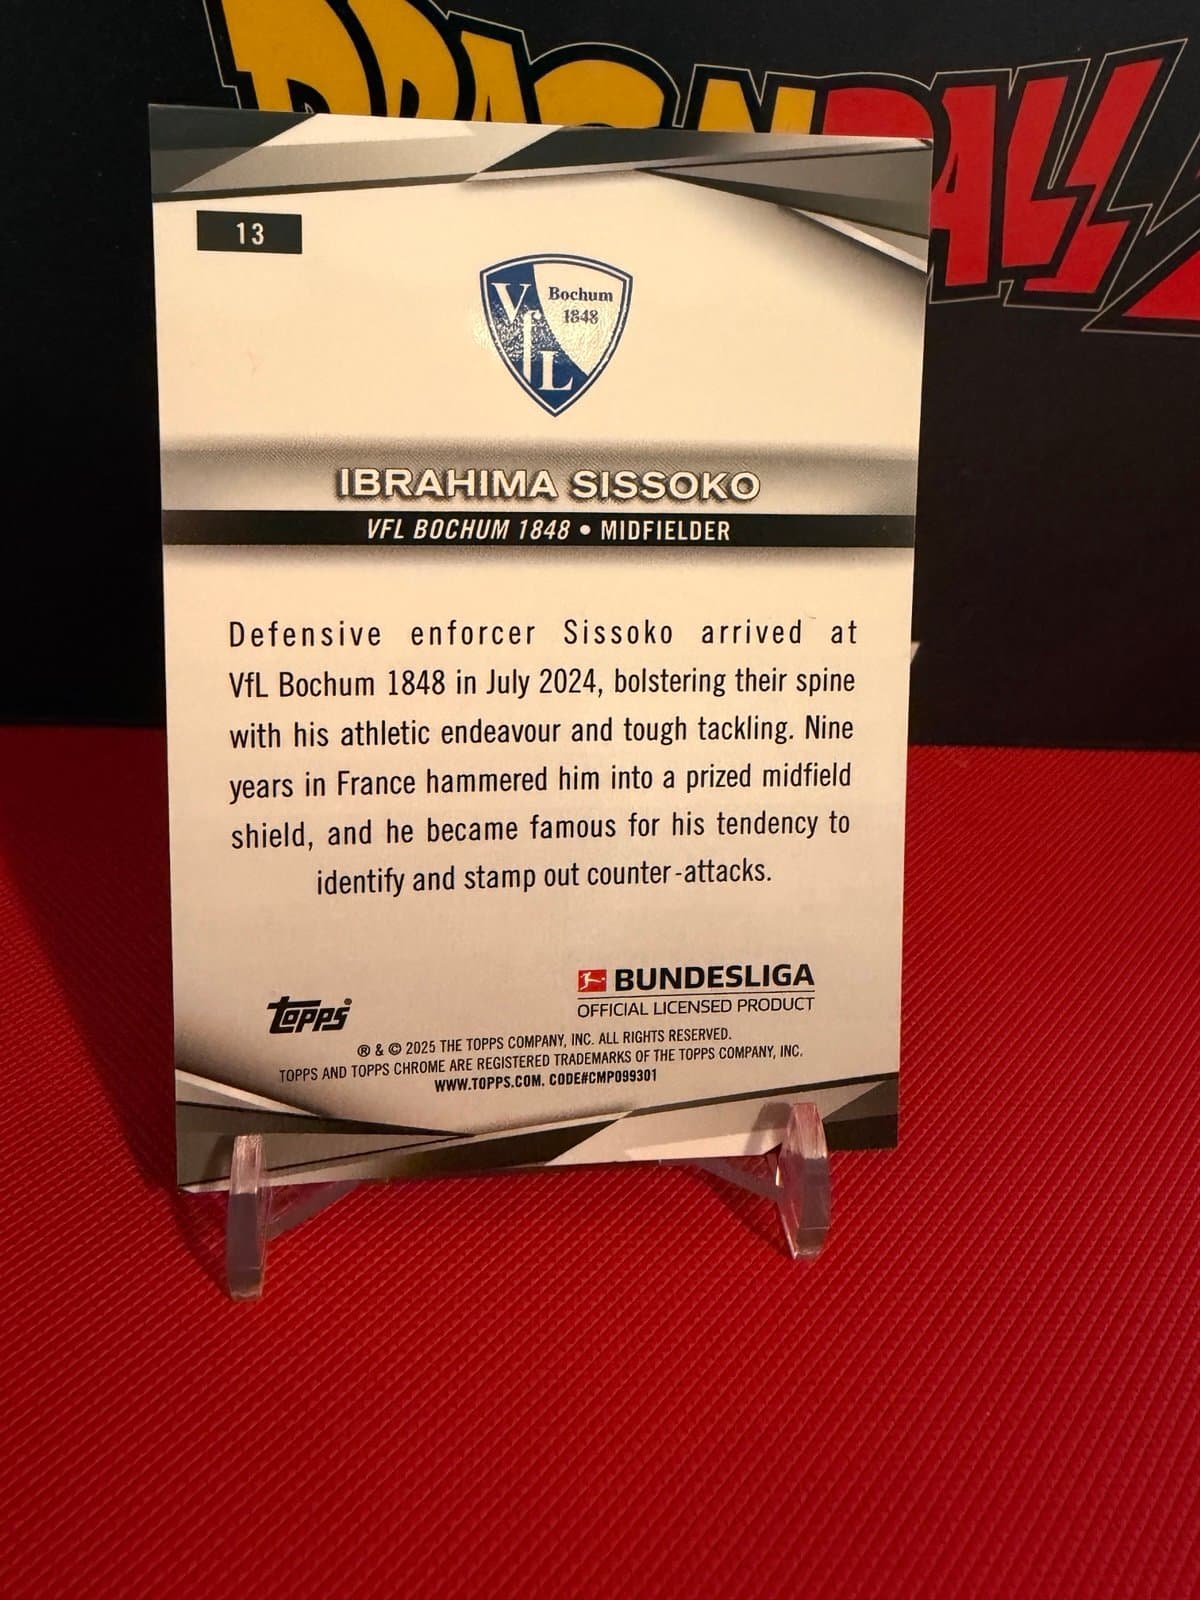 DRAGON BALL Z
13
VfL
Bochum
1848
IBRAHIMA SISSOKO
VFL BOCHUM 1848 • MIDFIELDER
Defensive enforcer Sissoko arrived at
VfL Bochum 1848 in July 2024, bolstering their spine
with his athletic endeavour and tough tackling. Nine
years in France hammered him into a prized midfield
shield, and he became famous for his tendency to
identify and stamp out counter-attacks.
topps®
BUNDESLIGA
OFFICIAL LICENSED PRODUCT
® & © 2025 THE TOPPS COMPANY, INC. ALL RIGHTS RESERVED.
TOPPS AND TOPPS CHROME ARE REGISTERED TRADEMARKS OF THE TOPPS COMPANY, INC.
WWW.TOPPS.COM. CODE#CMP099301